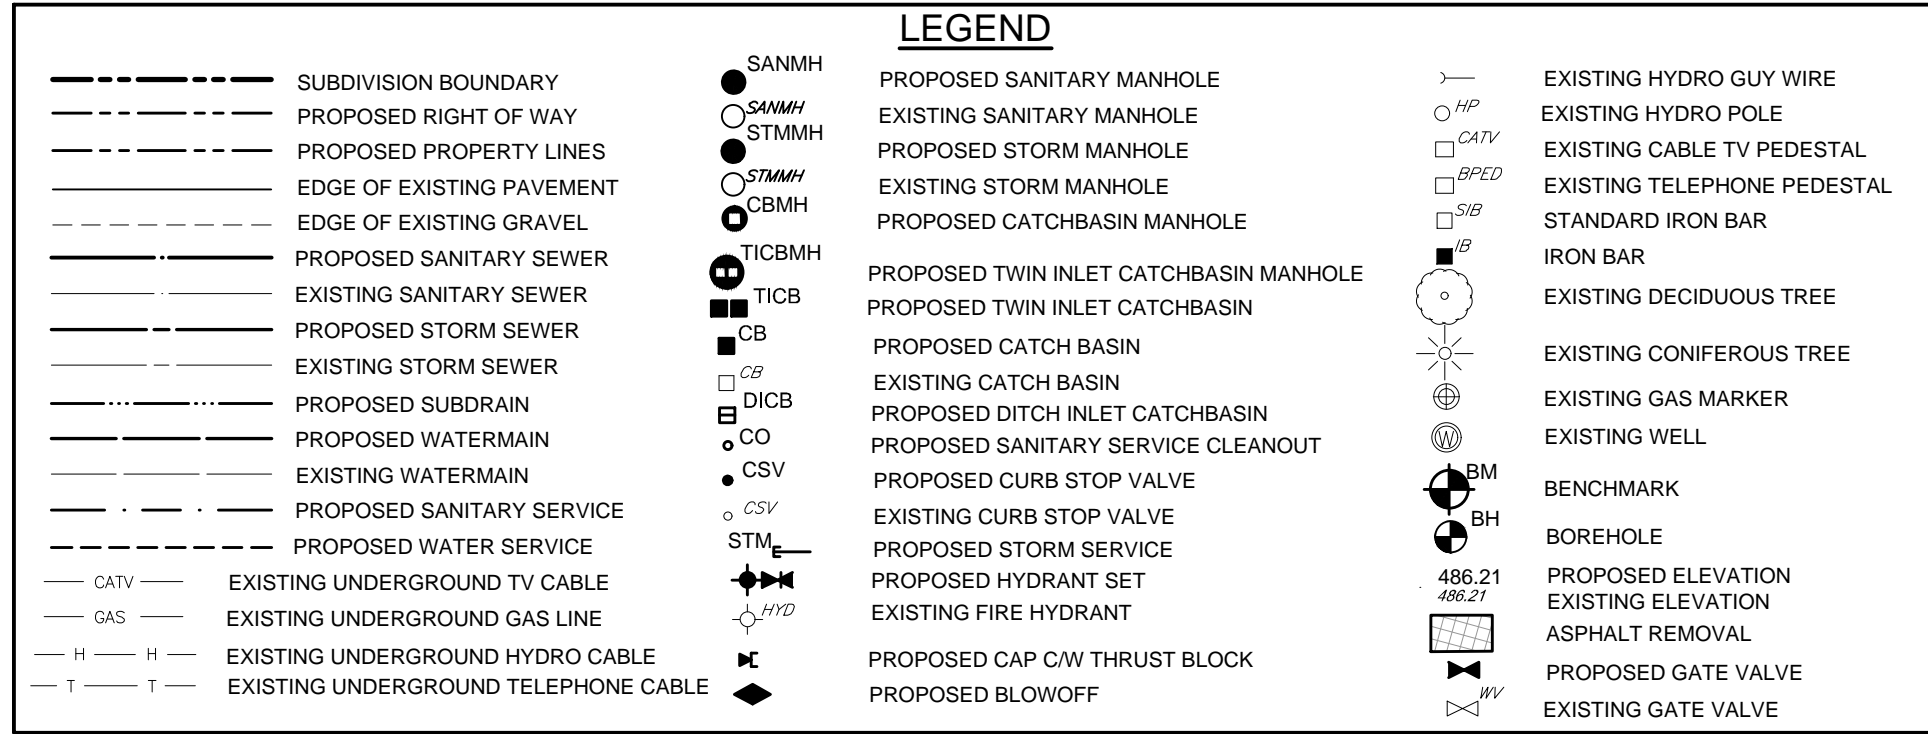 LEGEND
SUBDIVISION BOUNDARY
PROPOSED RIGHT OF WAY
PROPOSED PROPERTY LINES
EDGE OF EXISTING PAVEMENT
EDGE OF EXISTING GRAVEL
PROPOSED SANITARY SEWER
EXISTING SANITARY SEWER
PROPOSED STORM SEWER
EXISTING STORM SEWER
PROPOSED SUBDRAIN
PROPOSED WATERMAIN
EXISTING WATERMAIN
PROPOSED SANITARY SERVICE
PROPOSED WATER SERVICE
CATV EXISTING UNDERGROUND TV CABLE
GAS EXISTING UNDERGROUND GAS LINE
H H EXISTING UNDERGROUND HYDRO CABLE
T T EXISTING UNDERGROUND TELEPHONE CABLE
SANMH PROPOSED SANITARY MANHOLE
SANMH EXISTING SANITARY MANHOLE
STMMH PROPOSED STORM MANHOLE
STMMH EXISTING STORM MANHOLE
CBMH PROPOSED CATCHBASIN MANHOLE
TICBMH PROPOSED TWIN INLET CATCHBASIN MANHOLE
TICB PROPOSED TWIN INLET CATCHBASIN
CB PROPOSED CATCH BASIN
CB EXISTING CATCH BASIN
DICB PROPOSED DITCH INLET CATCHBASIN
CO PROPOSED SANITARY SERVICE CLEANOUT
CSV PROPOSED CURB STOP VALVE
CSV EXISTING CURB STOP VALVE
STM PROPOSED STORM SERVICE
PROPOSED HYDRANT SET
HYD EXISTING FIRE HYDRANT
PROPOSED CAP C/W THRUST BLOCK
PROPOSED BLOWOFF
EXISTING HYDRO GUY WIRE
HP EXISTING HYDRO POLE
CATV EXISTING CABLE TV PEDESTAL
BPED EXISTING TELEPHONE PEDESTAL
SIB STANDARD IRON BAR
IB IRON BAR
EXISTING DECIDUOUS TREE
EXISTING CONIFEROUS TREE
EXISTING GAS MARKER
W EXISTING WELL
BM BENCHMARK
BH BOREHOLE
486.21 PROPOSED ELEVATION
486.21 EXISTING ELEVATION
ASPHALT REMOVAL
PROPOSED GATE VALVE
WV EXISTING GATE VALVE